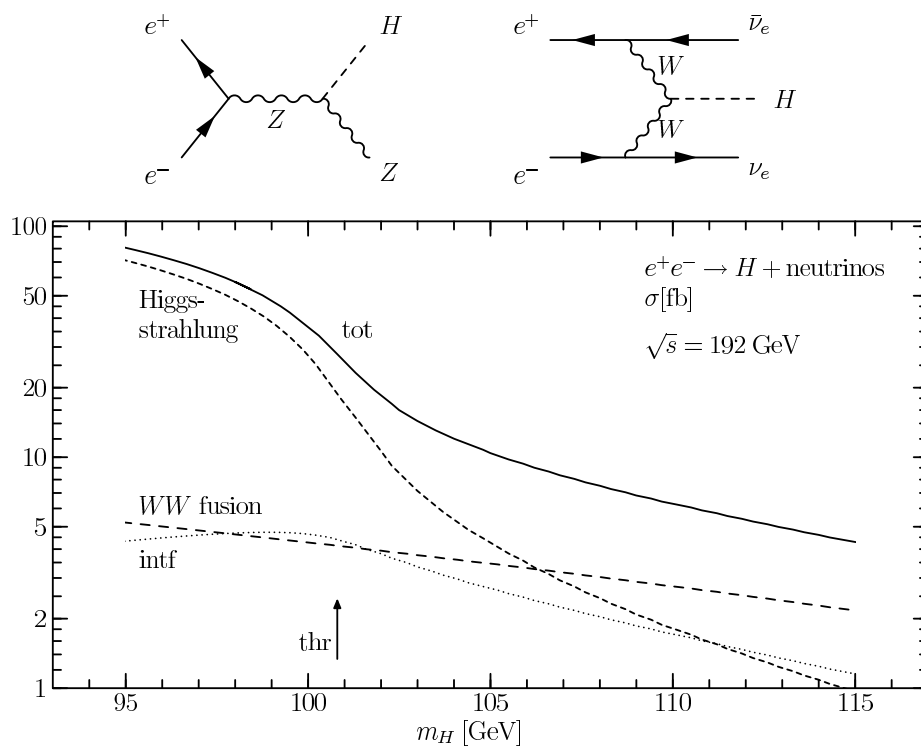 e⁺ H e⁺ ν̄ₑ
W
Z H
W
e⁻ Z e⁻ νₑ
100
50
20
10
5
2
1
Higgs-
strahlung
tot
e⁺e⁻ → H + neutrinos
σ[fb]
√s = 192 GeV
WW fusion
intf
thr
95 100 105 110 115
m_H [GeV]